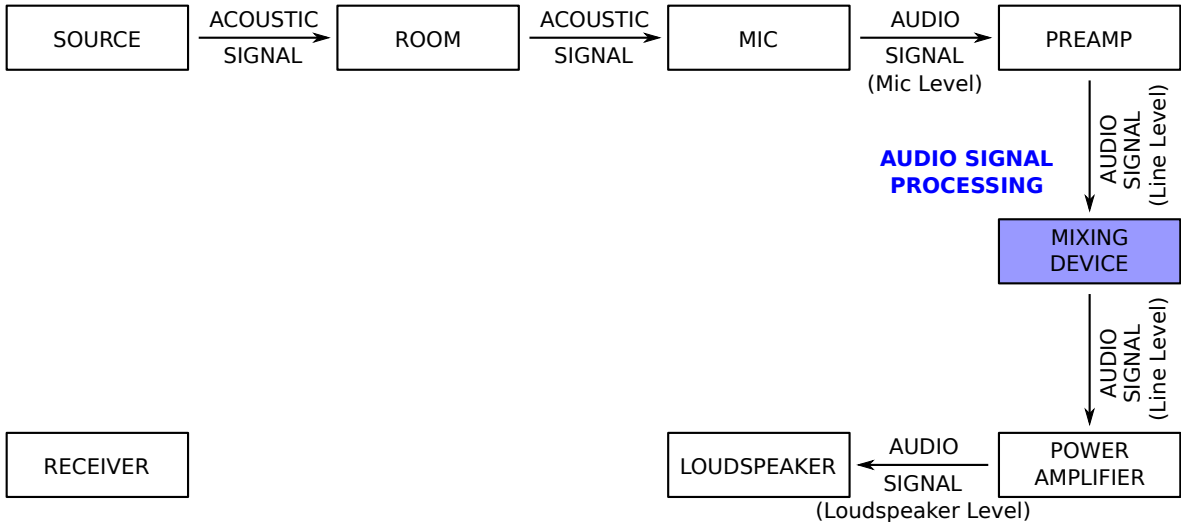 SOURCE
ACOUSTIC
SIGNAL
ROOM
ACOUSTIC
SIGNAL
MIC
AUDIO
SIGNAL
(Mic Level)
PREAMP
AUDIO
SIGNAL
(Line Level)
AUDIO SIGNAL
PROCESSING
MIXING
DEVICE
AUDIO
SIGNAL
(Line Level)
POWER
AMPLIFIER
AUDIO
SIGNAL
(Loudspeaker Level)
LOUDSPEAKER
RECEIVER